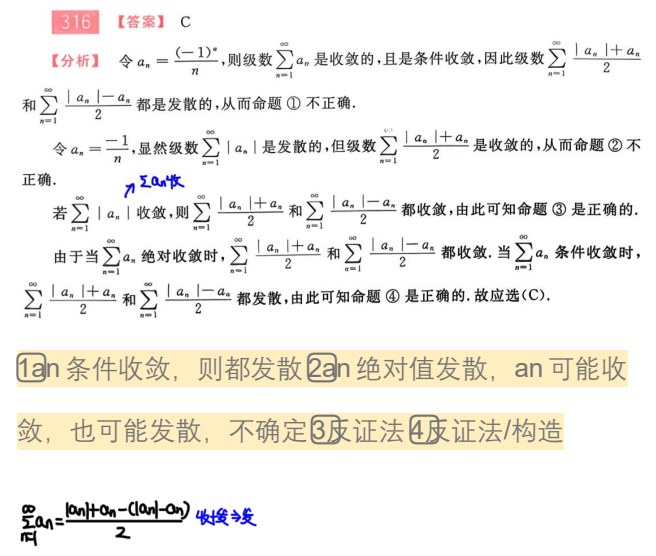 316 【答案】 C
【分析】 令 aₙ = (-1)ⁿ/n,则级数 ∑_{n=1}^{∞} aₙ 是收敛的,且是条件收敛,因此级数 ∑_{n=1}^{∞} (|aₙ|+aₙ)/2
和 ∑_{n=1}^{∞} (|aₙ|-aₙ)/2 都是发散的,从而命题 ① 不正确.
令 aₙ = -1/n,显然级数 ∑_{n=1}^{∞} |aₙ| 是发散的,但级数 ∑_{n=1}^{∞} (|aₙ|+aₙ)/2 是收敛的,从而命题 ② 不
正确.
↗ ∑an收
若 ∑_{n=1}^{∞} |aₙ| 收敛,则 ∑_{n=1}^{∞} (|aₙ|+aₙ)/2 和 ∑_{n=1}^{∞} (|aₙ|-aₙ)/2 都收敛,由此可知命题 ③ 是正确的.
由于当 ∑_{n=1}^{∞} aₙ 绝对收敛时, ∑_{n=1}^{∞} (|aₙ|+aₙ)/2 和 ∑_{n=1}^{∞} (|aₙ|-aₙ)/2 都收敛. 当 ∑_{n=1}^{∞} aₙ 条件收敛时,
∑_{n=1}^{∞} (|aₙ|+aₙ)/2 和 ∑_{n=1}^{∞} (|aₙ|-aₙ)/2 都发散,由此可知命题 ④ 是正确的. 故应选(C).
1an 条件收敛，则都发散 2an 绝对值发散，an 可能收
敛，也可能发散，不确定 3反证法 4反证法/构造
∑_{n=1}^{∞} an = (|an|+an-(|an|-an))/2 收+发⇒发